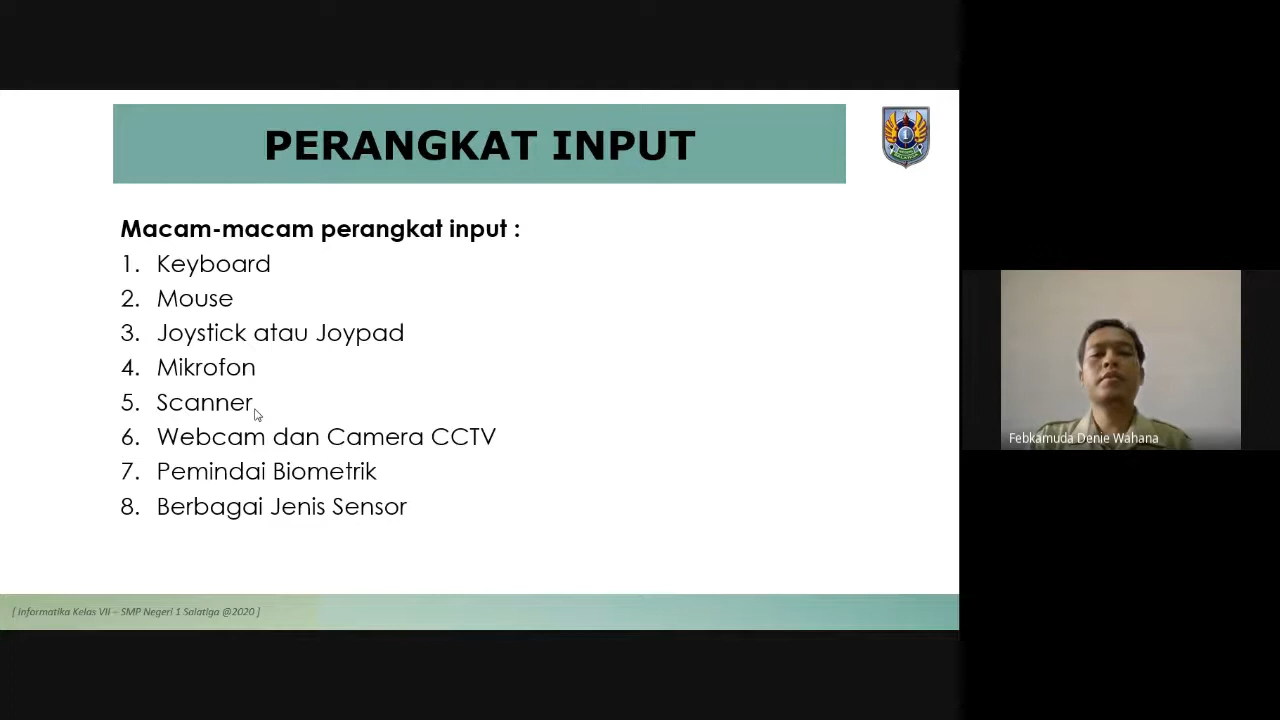 PERANGKAT INPUT
Macam-macam perangkat input :
1. Keyboard
2. Mouse
3. Joystick atau Joypad
4. Mikrofon
5. Scanner
6. Webcam dan Camera CCTV
7. Pemindai Biometrik
8. Berbagai Jenis Sensor
[ Informatika Kelas VII – SMP Negeri 1 Salatiga @2020 ]
Febkamuda Denie Wahana